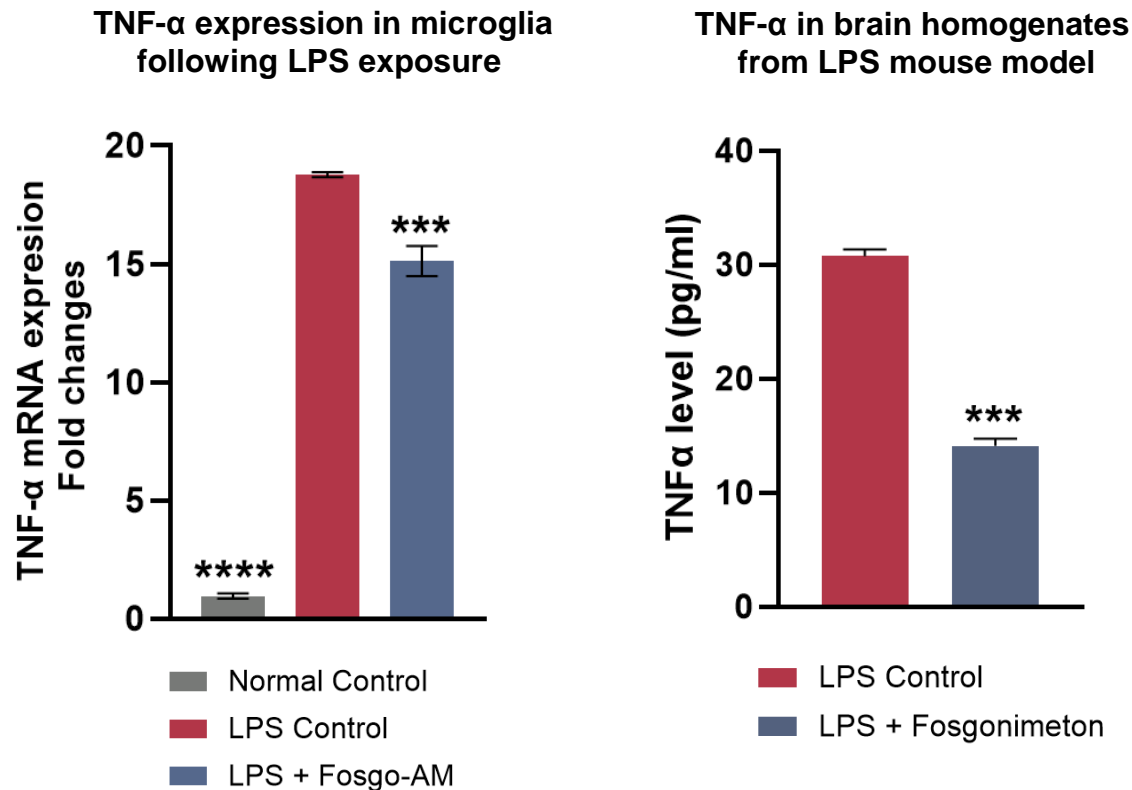 TNF-α expression in microglia
following LPS exposure
TNF-α mRNA expresion
Fold changes
20
15
10
5
0
****
***
Normal Control
LPS Control
LPS + Fosgo-AM
TNF-α in brain homogenates
from LPS mouse model
TNFα level (pg/ml)
40
30
20
10
0
***
LPS Control
LPS + Fosgonimeton